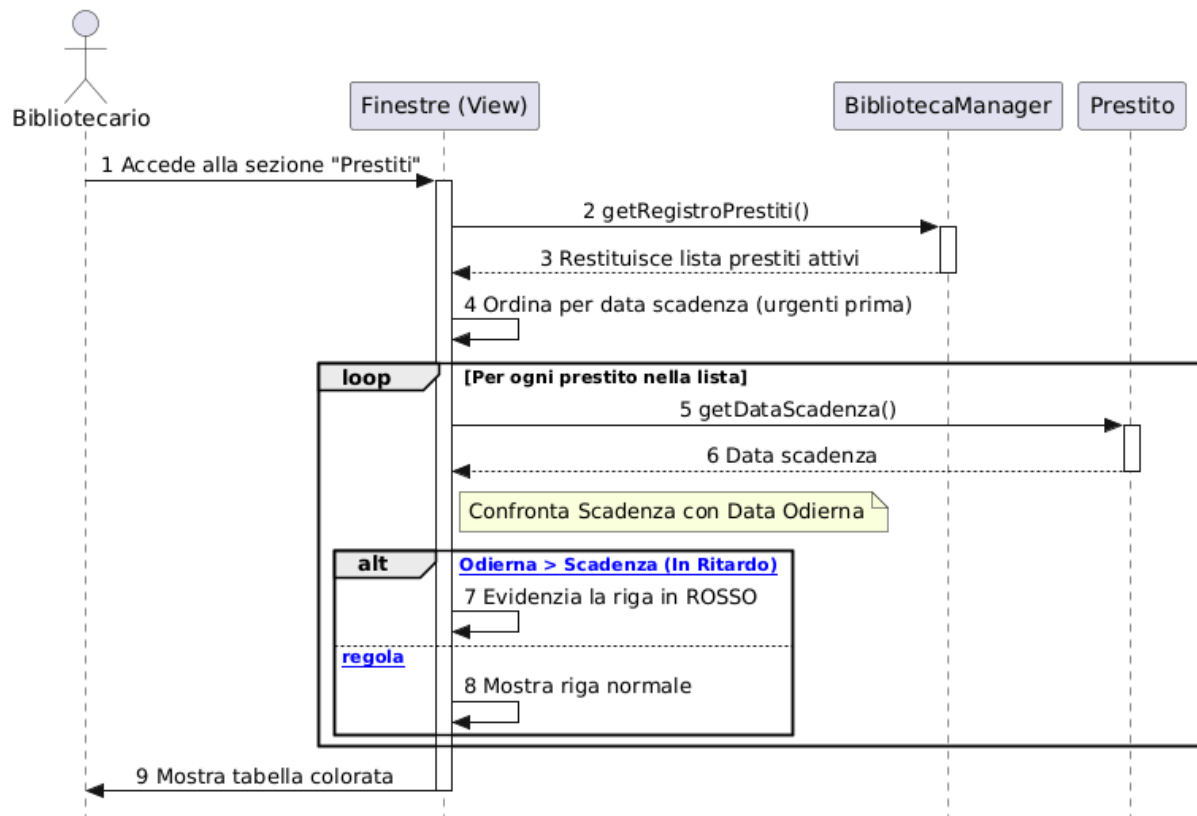 Bibliotecario
Finestre (View)
BibliotecaManager
Prestito
1 Accede alla sezione "Prestiti"
2 getRegistroPrestiti()
3 Restituisce lista prestiti attivi
4 Ordina per data scadenza (urgenti prima)
loop
[Per ogni prestito nella lista]
5 getDataScadenza()
6 Data scadenza
Confronta Scadenza con Data Odierna
alt
Odierna > Scadenza (In Ritardo)
7 Evidenzia la riga in ROSSO
regola
8 Mostra riga normale
9 Mostra tabella colorata